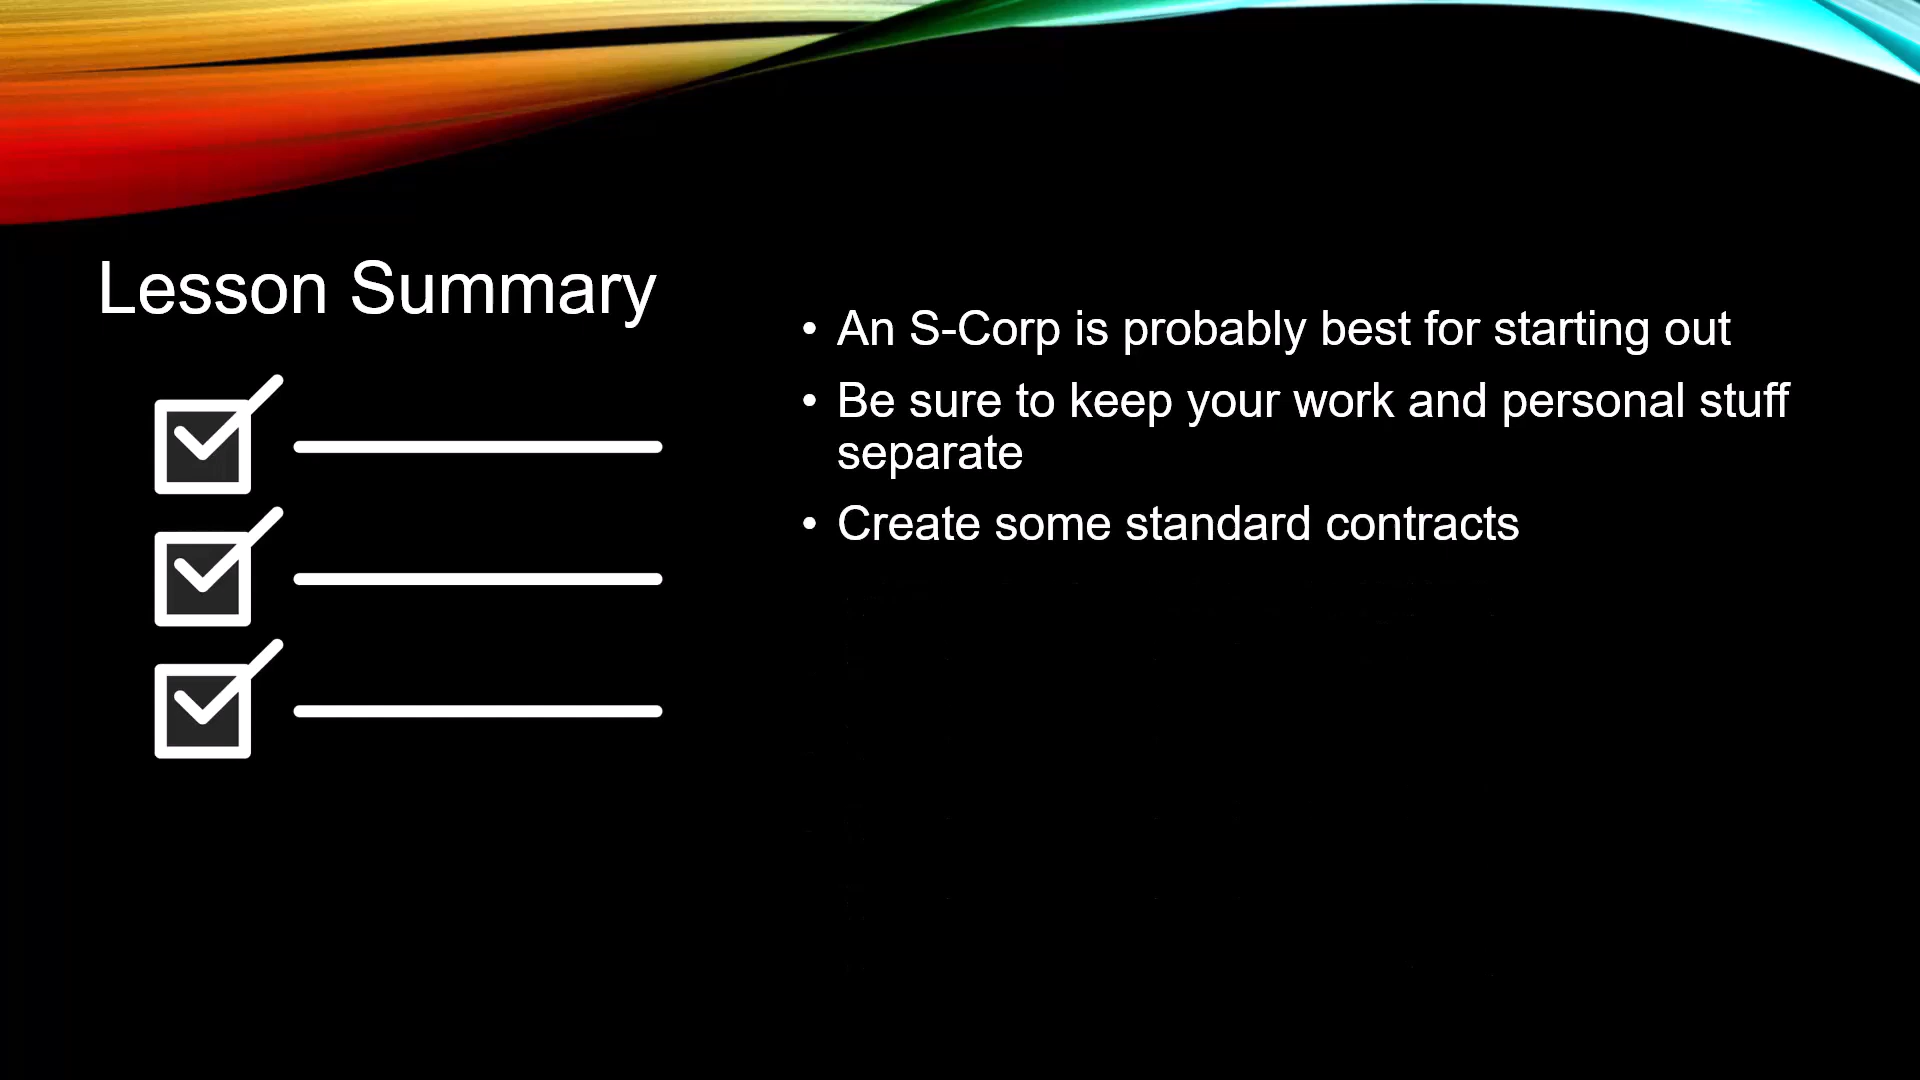 Lesson Summary
• An S-Corp is probably best for starting out
• Be sure to keep your work and personal stuff
separate
• Create some standard contracts